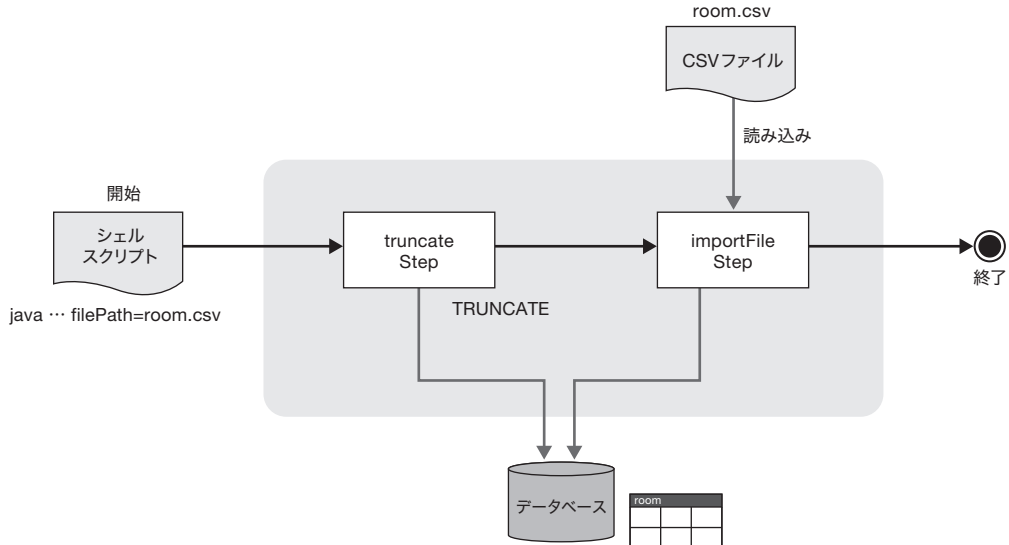 room.csv
CSVファイル
読み込み
開始
シェル
スクリプト
java … filePath=room.csv
truncate
Step
importFile
Step
終了
TRUNCATE
データベース
room